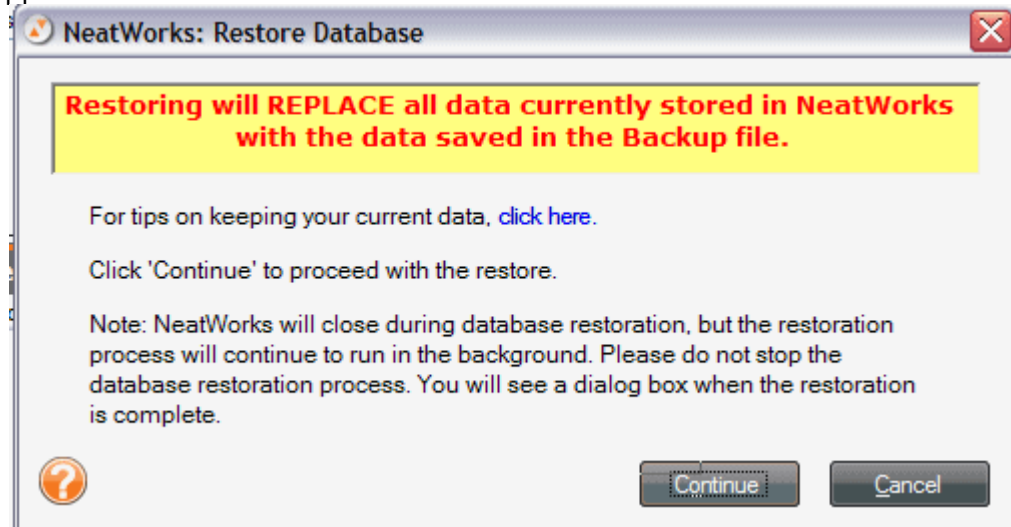 NeatWorks: Restore Database
Restoring will REPLACE all data currently stored in NeatWorks
with the data saved in the Backup file.
For tips on keeping your current data, click here.
Click 'Continue' to proceed with the restore.
Note: NeatWorks will close during database restoration, but the restoration
process will continue to run in the background. Please do not stop the
database restoration process. You will see a dialog box when the restoration
is complete.
? Continue Cancel